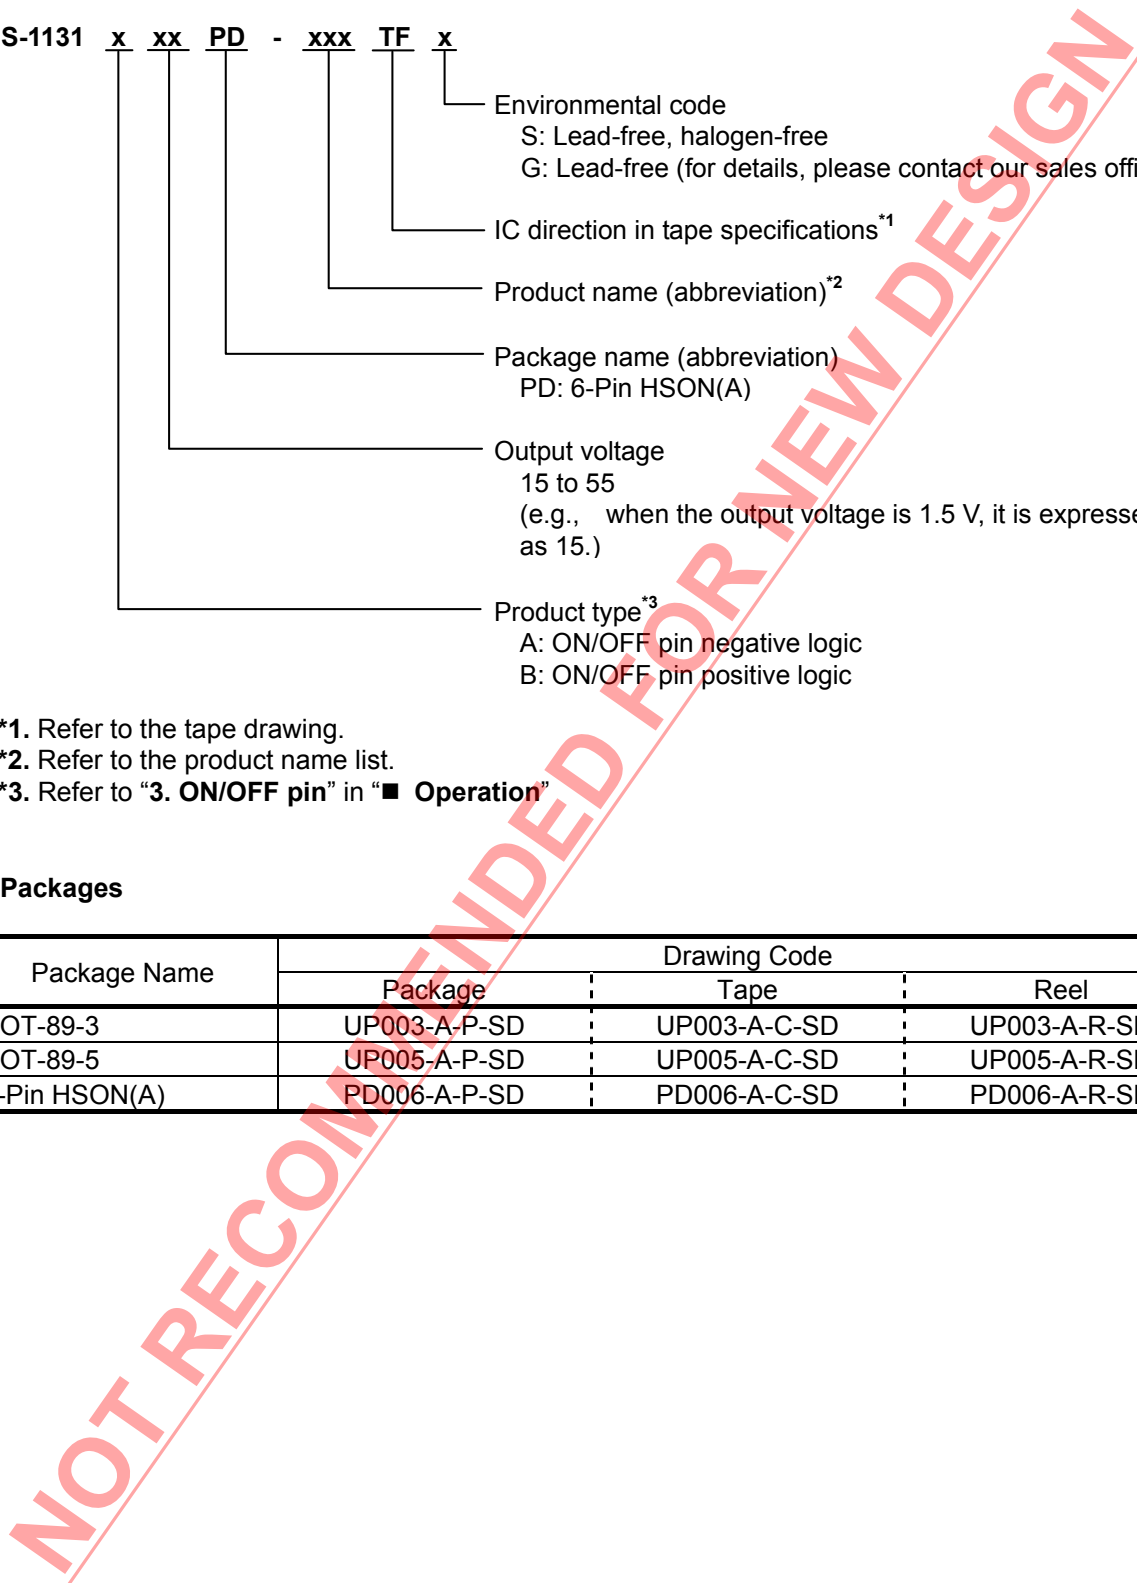 S-1131 x xx PD - xxx TF x
Environmental code
S: Lead-free, halogen-free
G: Lead-free (for details, please contact our sales offi
IC direction in tape specifications*1
Product name (abbreviation)*2
Package name (abbreviation)
PD: 6-Pin HSON(A)
Output voltage
15 to 55
(e.g., when the output voltage is 1.5 V, it is expresse
as 15.)
Product type*3
A: ON/OFF pin negative logic
B: ON/OFF pin positive logic
*1. Refer to the tape drawing.
*2. Refer to the product name list.
*3. Refer to “3. ON/OFF pin” in “■ Operation”
Packages
Package Name Drawing Code
Package Tape Reel
OT-89-3 UP003-A-P-SD UP003-A-C-SD UP003-A-R-S
OT-89-5 UP005-A-P-SD UP005-A-C-SD UP005-A-R-S
-Pin HSON(A) PD006-A-P-SD PD006-A-C-SD PD006-A-R-S
NOT RECOMMENDED FOR NEW DESIGN